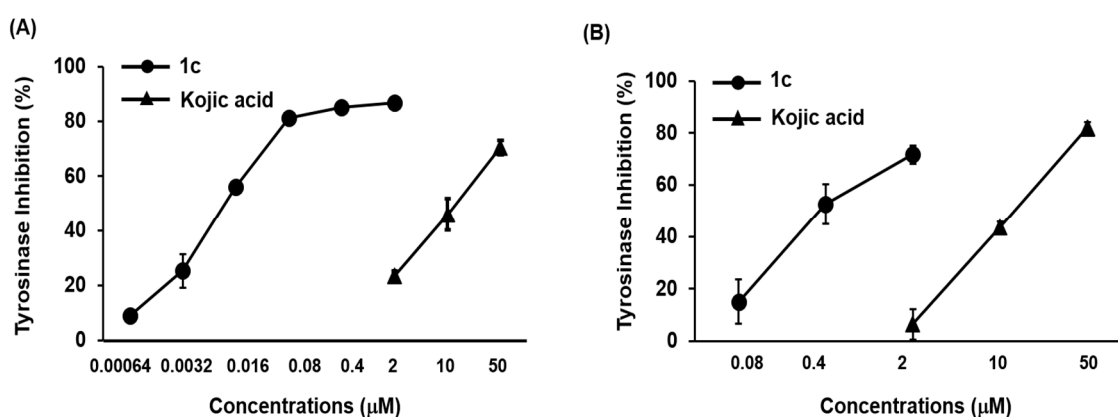 (A)
Tyrosinase Inhibition (%)
100
80
60
40
20
0
1c
Kojic acid
0.00064 0.0032 0.016 0.08 0.4 2 10 50
Concentrations (μM)
(B)
Tyrosinase Inhibition (%)
100
80
60
40
20
0
1c
Kojic acid
0.08 0.4 2 10 50
Concentrations (μM)